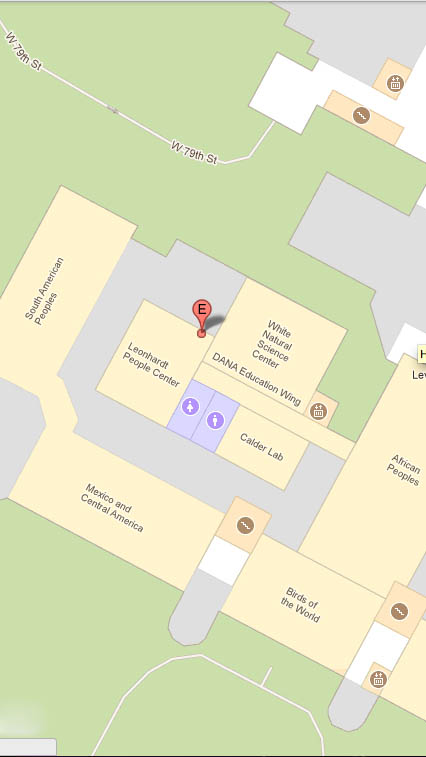 W 79th St
W 79th St
South American
Peoples
E
White
Natural
Science
Center
Leonhardt
People Center
DANA Education Wing
H
Lev
Calder Lab
African
Peoples
Mexico and
Central America
Birds of
the World